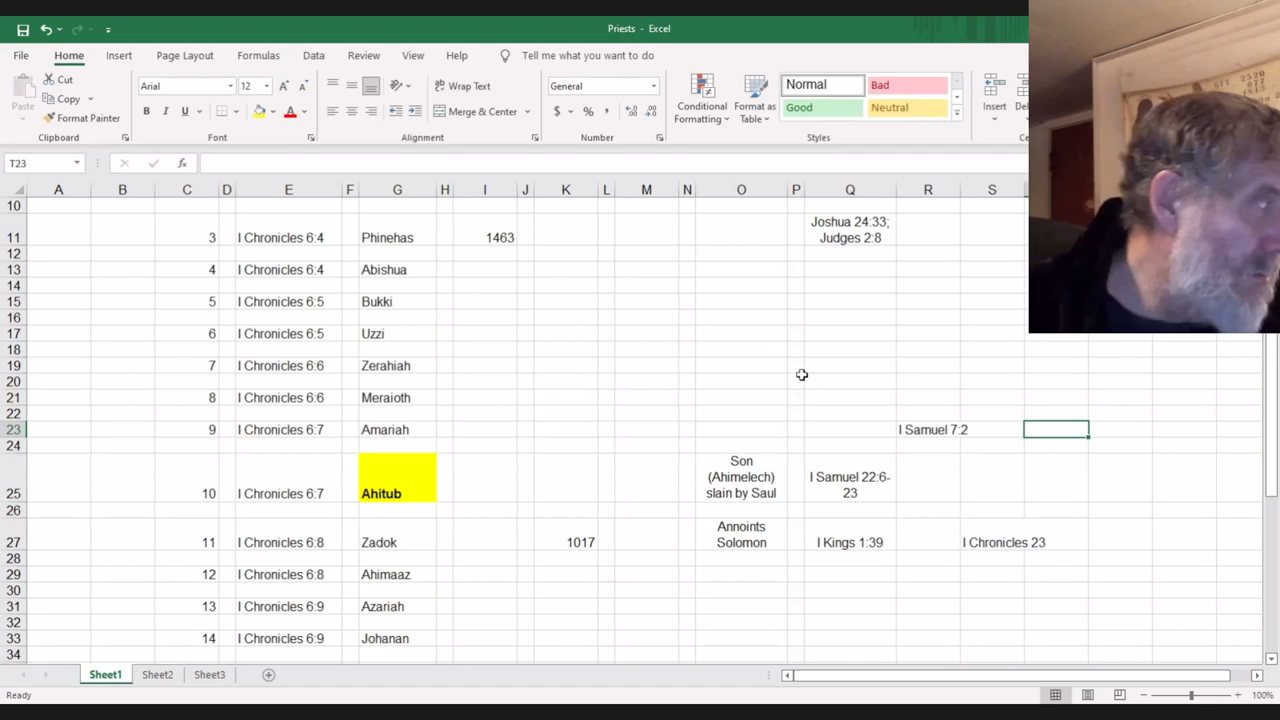 Priests - Excel
File Home Insert Page Layout Formulas Data Review View Help Tell me what you want to do
Paste
Cut
Copy
Format Painter
Clipboard
Arial 12
B I U
Font
Wrap Text
Merge & Center
Alignment
General
$ % ,
Number
Conditional Formatting
Format as Table
Normal Bad
Good Neutral
Styles
Insert
T23
fx
A B C D E F G H I J K L M N O P Q R S
10
11 3 I Chronicles 6:4 Phinehas 1463 Joshua 24:33; Judges 2:8
12
13 4 I Chronicles 6:4 Abishua
14
15 5 I Chronicles 6:5 Bukki
16
17 6 I Chronicles 6:5 Uzzi
18
19 7 I Chronicles 6:6 Zerahiah
20
21 8 I Chronicles 6:6 Meraioth
22
23 9 I Chronicles 6:7 Amariah I Samuel 7:2
24
25 10 I Chronicles 6:7 Ahitub Son (Ahimelech) slain by Saul I Samuel 22:6-23
26
27 11 I Chronicles 6:8 Zadok 1017 Annoints Solomon I Kings 1:39 I Chronicles 23
28
29 12 I Chronicles 6:8 Ahimaaz
30
31 13 I Chronicles 6:9 Azariah
32
33 14 I Chronicles 6:9 Johanan
34
Sheet1 Sheet2 Sheet3
Ready
100%